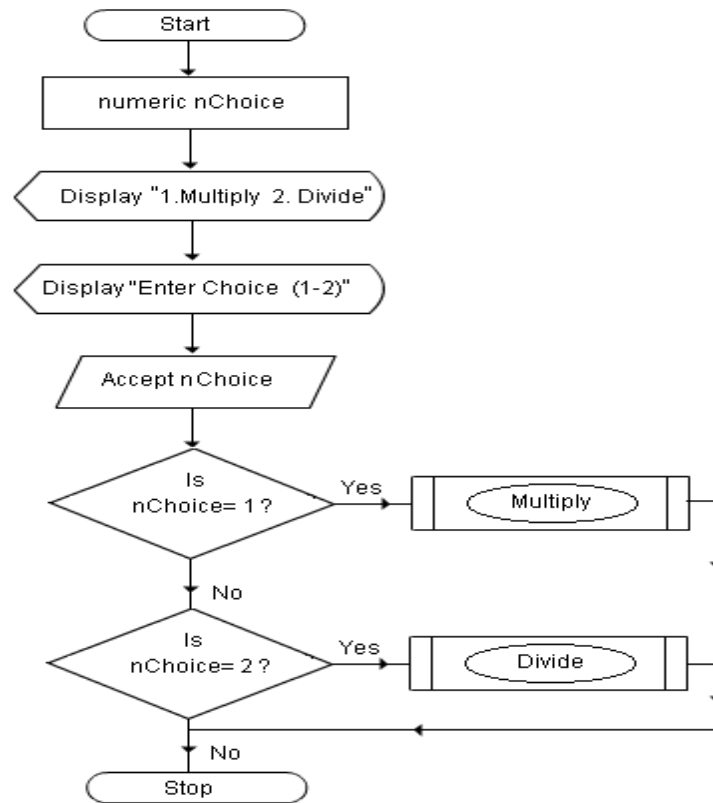 Start
numeric nChoice
Display "1.Multiply 2. Divide"
Display "Enter Choice (1-2)"
Accept nChoice
Is
nChoice= 1 ?
Yes
Multiply
No
Is
nChoice= 2 ?
Yes
Divide
No
Stop